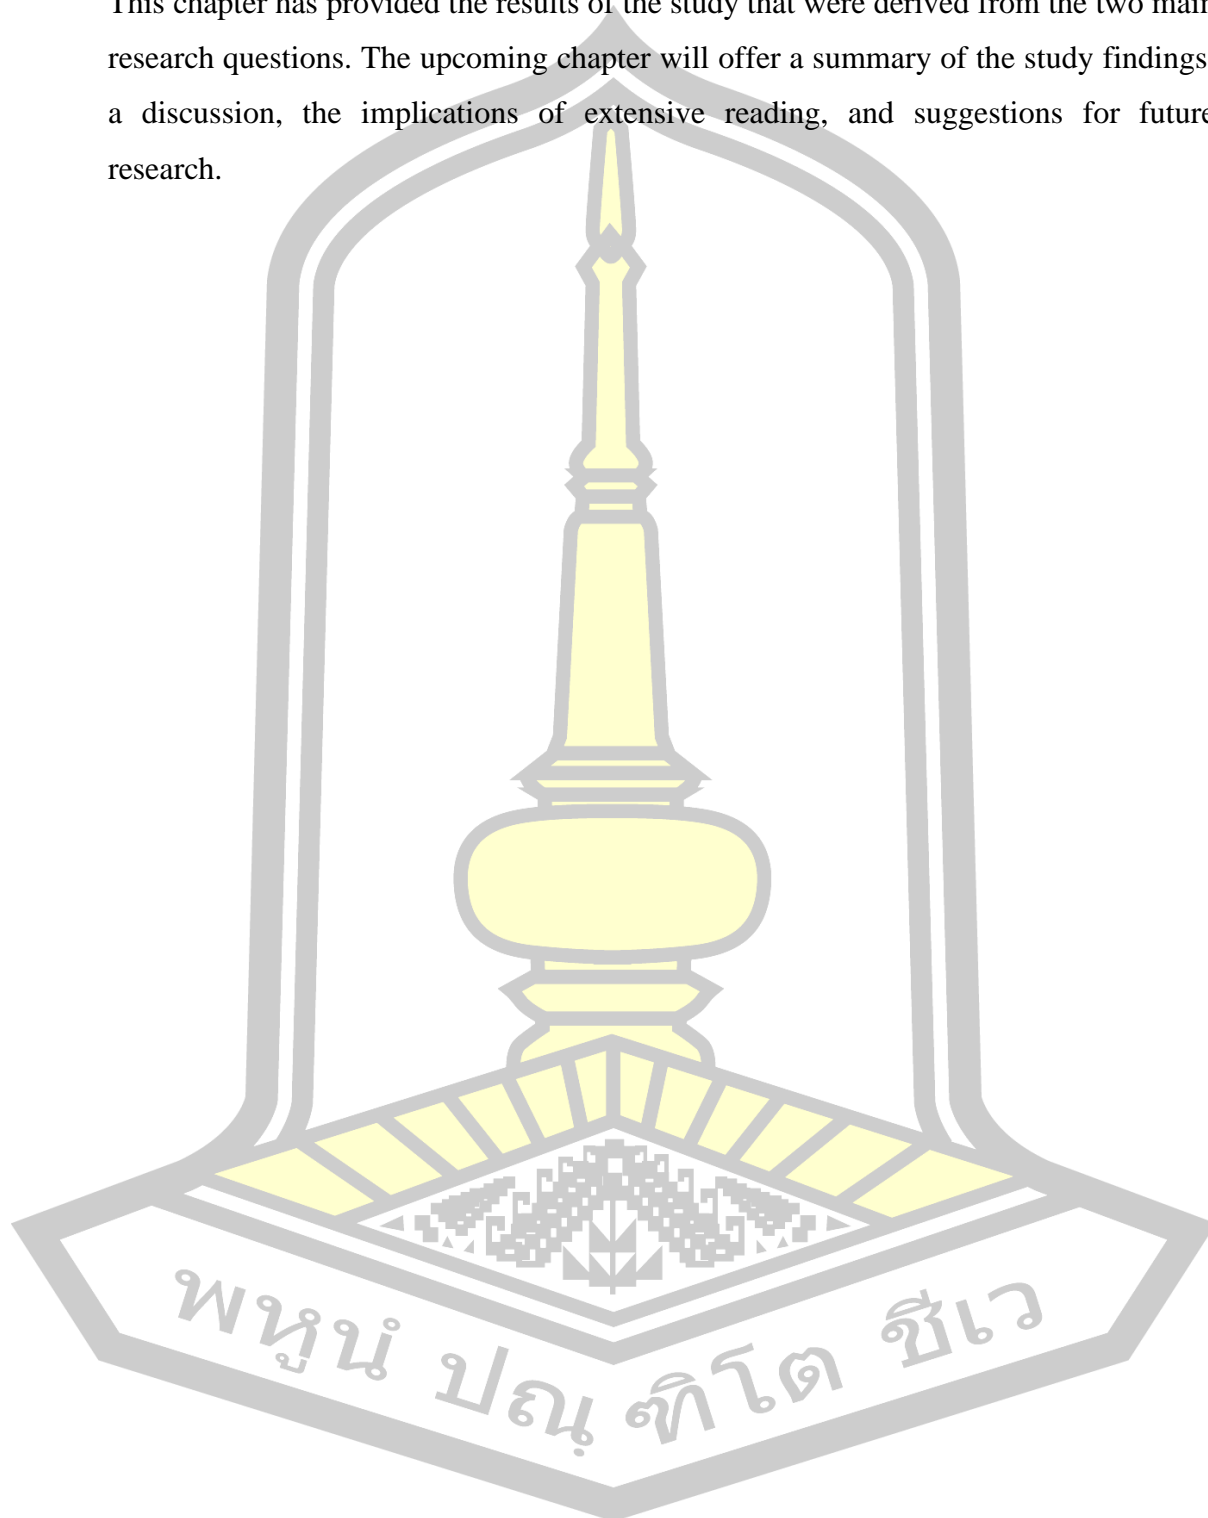 This chapter has provided the results of the study that were derived from the two main
research questions. The upcoming chapter will offer a summary of the study findings
a discussion, the implications of extensive reading, and suggestions for future
research.
พหูนํ ปณฺฑิโต ชีเว